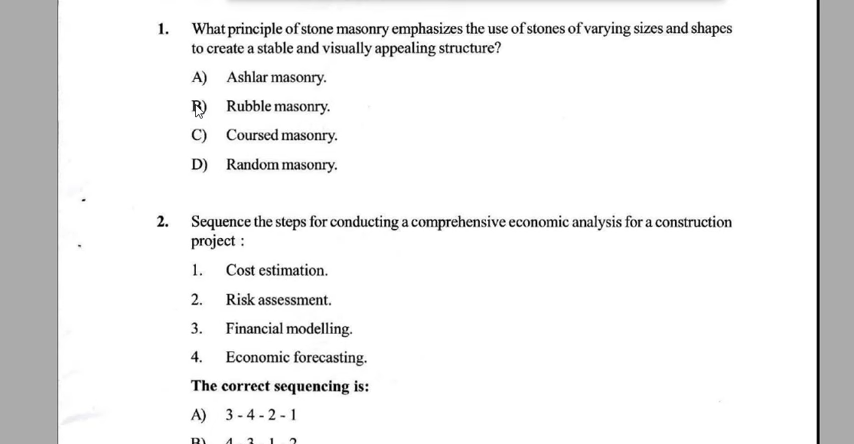 1. What principle of stone masonry emphasizes the use of stones of varying sizes and shapes
to create a stable and visually appealing structure?
A) Ashlar masonry.
B) Rubble masonry.
C) Coursed masonry.
D) Random masonry.
2. Sequence the steps for conducting a comprehensive economic analysis for a construction
project :
1. Cost estimation.
2. Risk assessment.
3. Financial modelling.
4. Economic forecasting.
The correct sequencing is:
A) 3 - 4 - 2 - 1